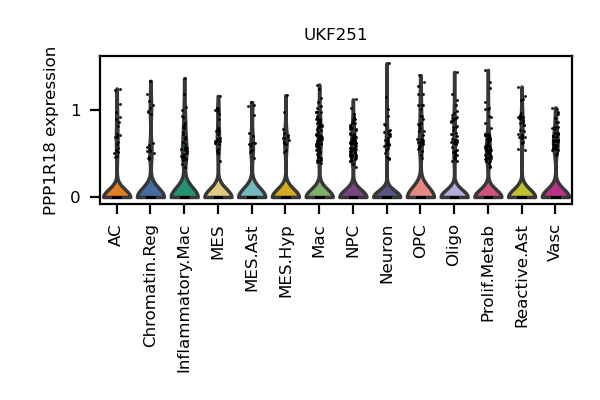 UKF251
PPP1R18 expression
1
0
AC
Chromatin.Reg
Inflammatory.Mac
MES
MES.Ast
MES.Hyp
Mac
NPC
Neuron
OPC
Oligo
Prolif.Metab
Reactive.Ast
Vasc